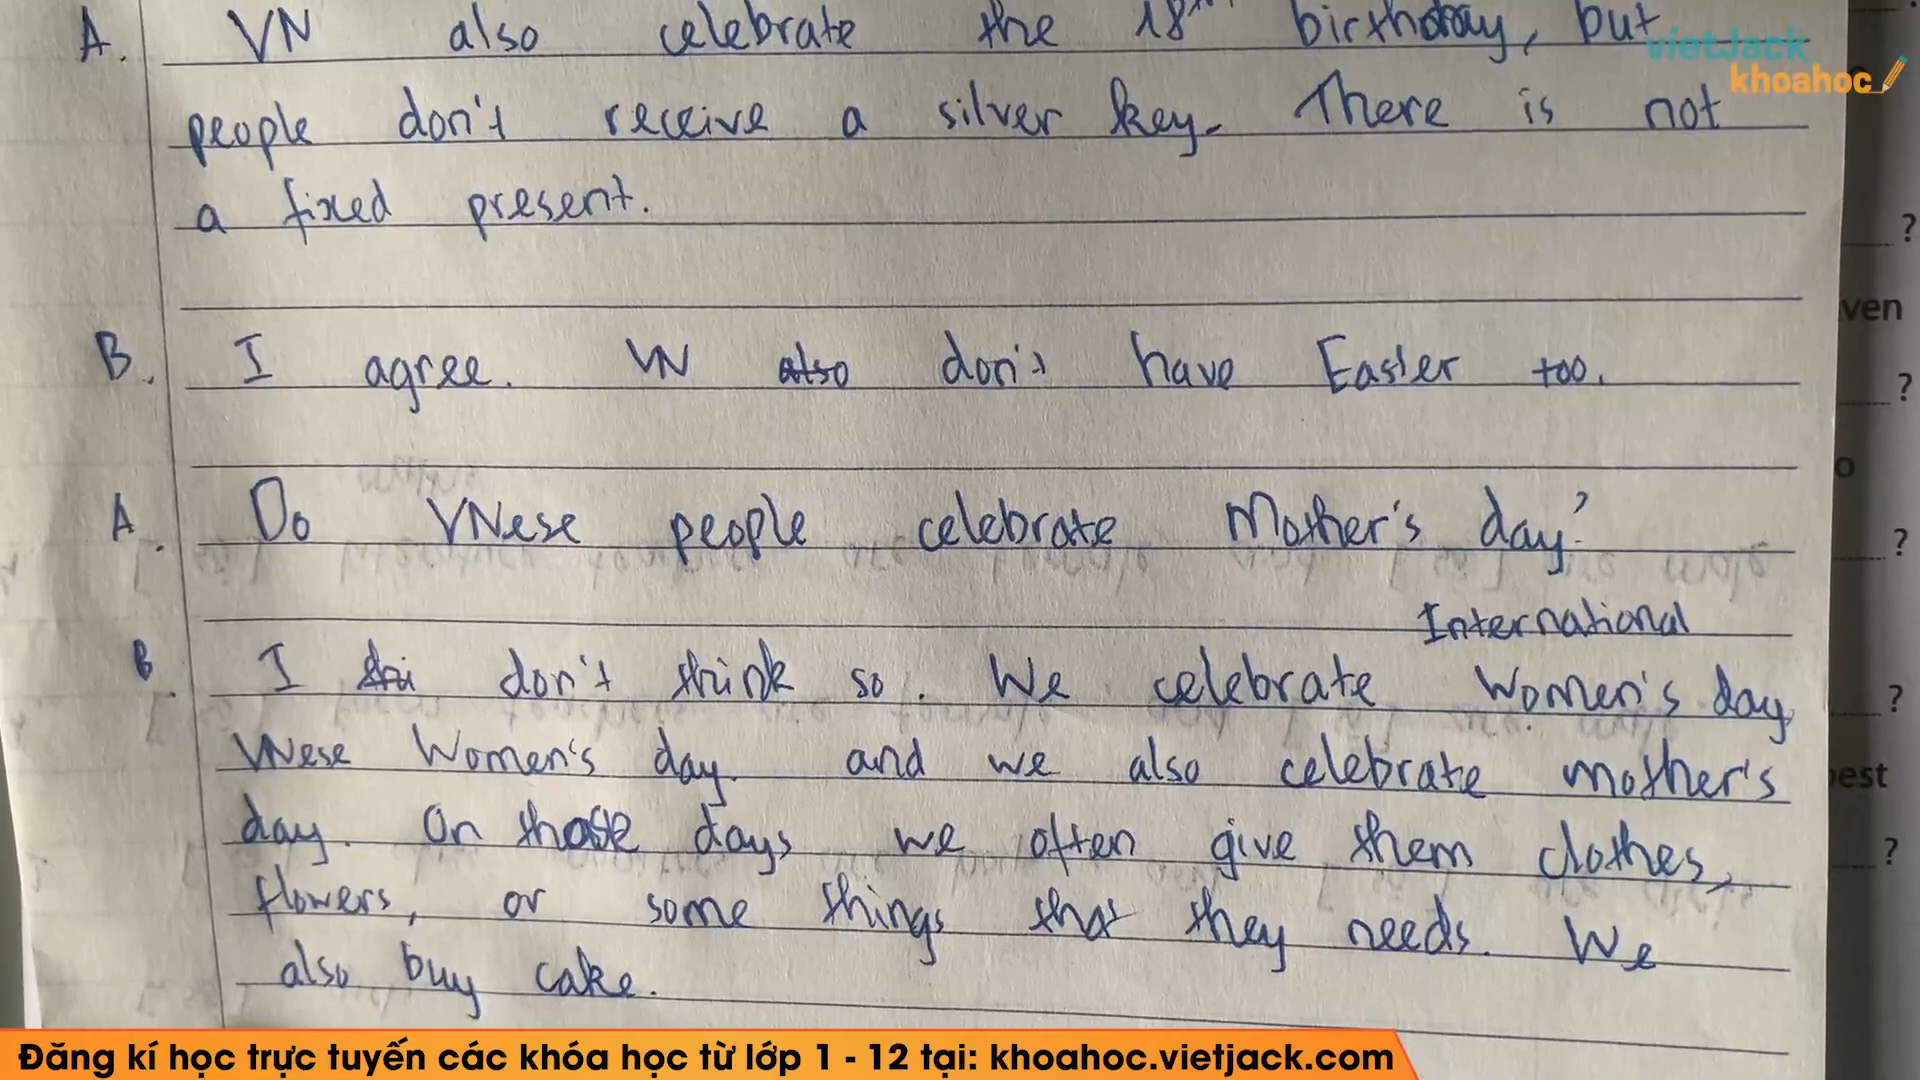 A. VN also celebrate the 18th birthday, but
people don't receive a silver key. There is not
a fixed present.
B. I agree. VN also don't have Easter too.
A. Do VNese people celebrate Mother's day?
International
B. I thi don't think so. We celebrate Women's day,
VNese Women's day. and we also celebrate mother's
day. On those days we often give them clothes,
flowers, or some things that they needs. We
also buy cake.
vietJack
khoahoc
?
ven
?
o
?
?
est
?
Đăng kí học trực tuyến các khóa học từ lớp 1 - 12 tại: khoahoc.vietjack.com